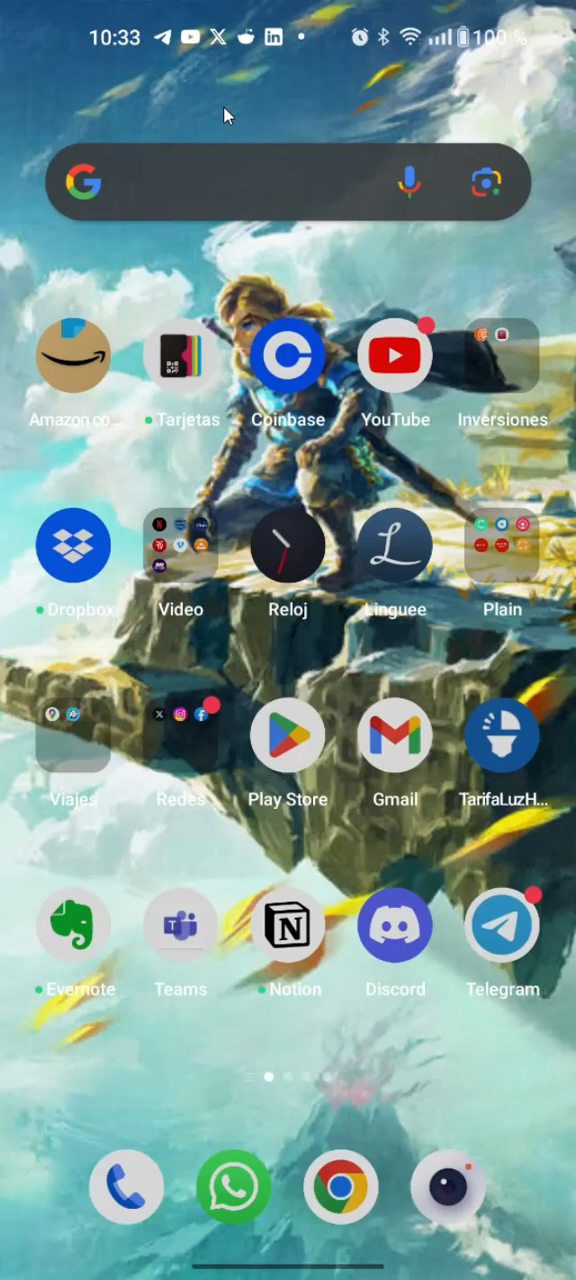 10:33 100 %
Amazon co... Tarjetas Coinbase YouTube Inversiones
Dropbox Video Reloj Linguee Plain
Viajes Redes Play Store Gmail TarifaLuzH...
Evernote Teams Notion Discord Telegram